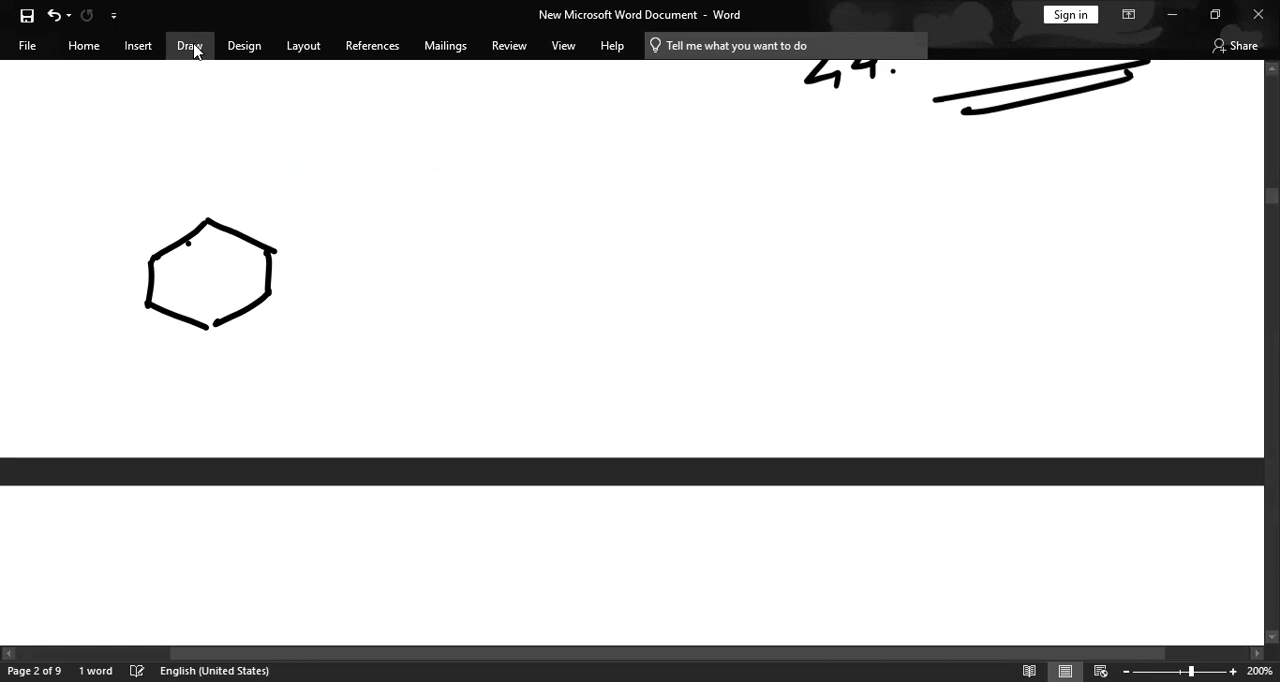 New Microsoft Word Document - Word
Sign in
File Home Insert Draw Design Layout References Mailings Review View Help Tell me what you want to do Share
44.
Page 2 of 9 1 word English (United States) 200%